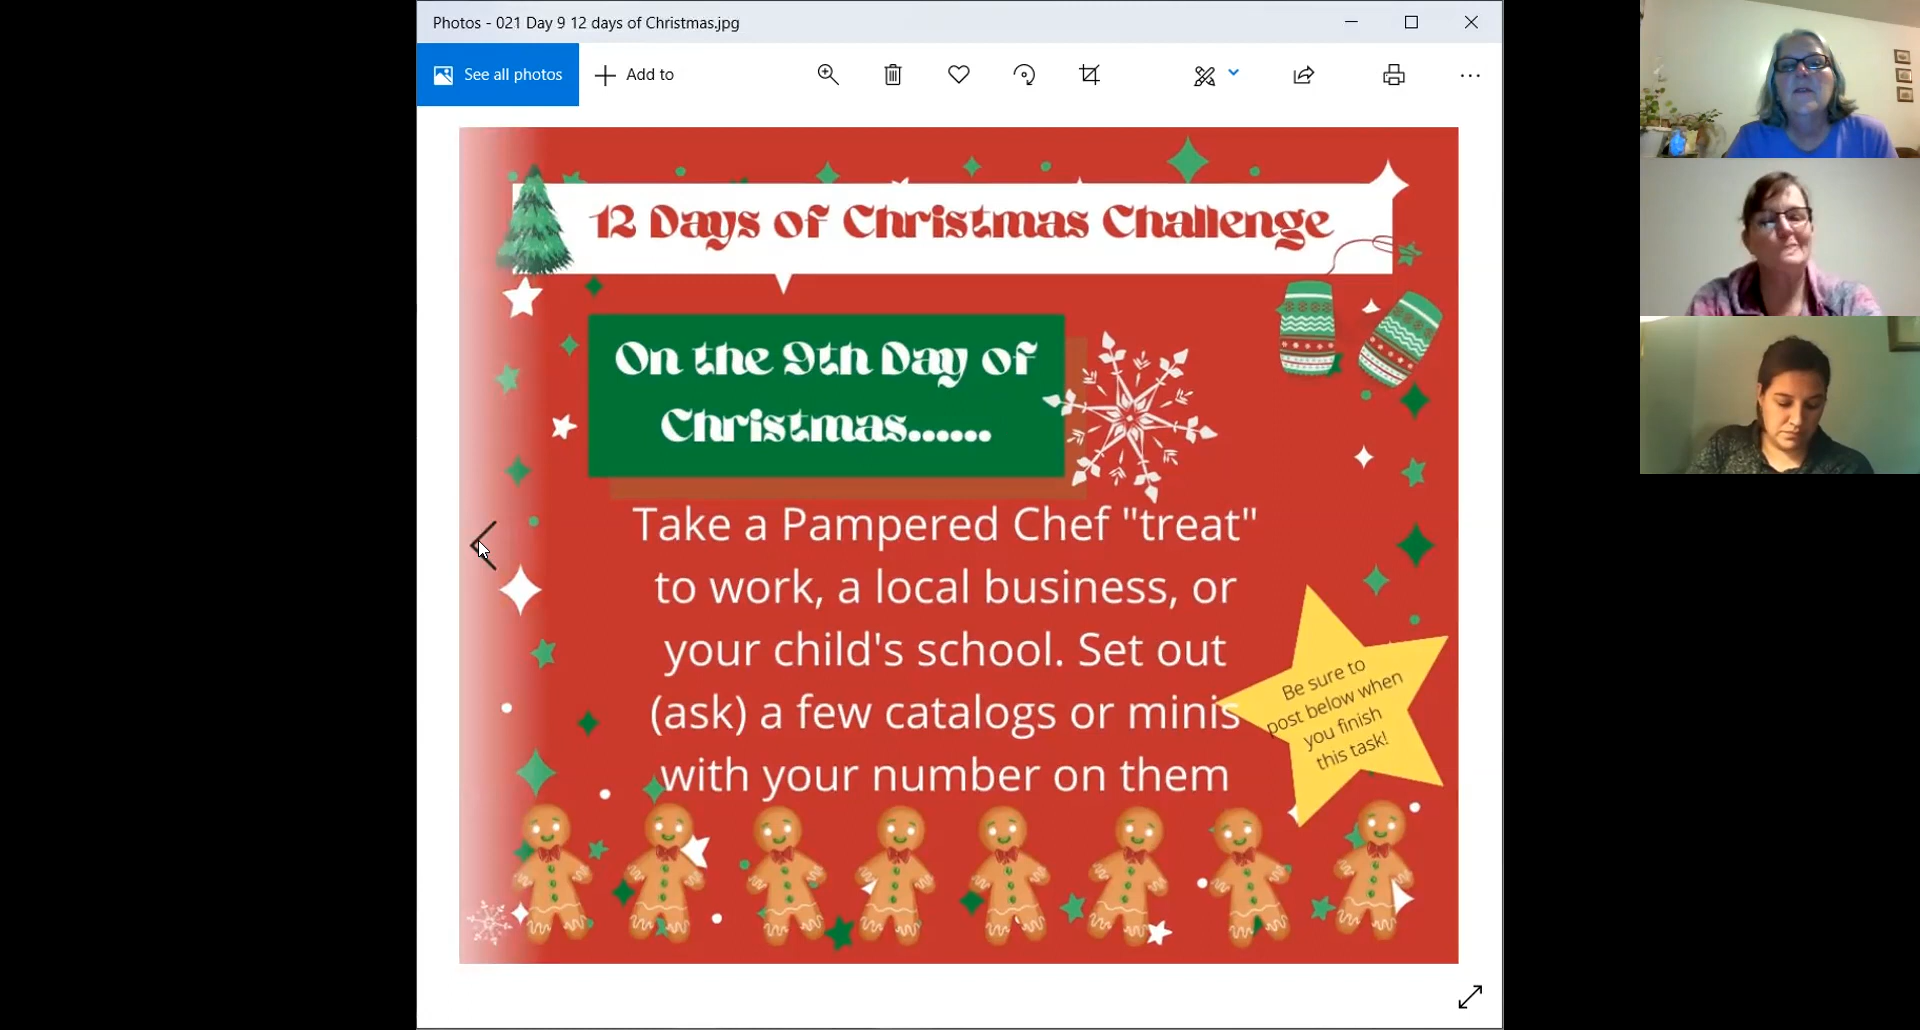 Photos - 021 Day 9 12 days of Christmas.jpg
See all photos
Add to
12 Days of Christmas Challenge
On the 9th Day of
Christmas......
Take a Pampered Chef "treat"
to work, a local business, or
your child's school. Set out
(ask) a few catalogs or minis
with your number on them
Be sure to
post below when
you finish
this task!